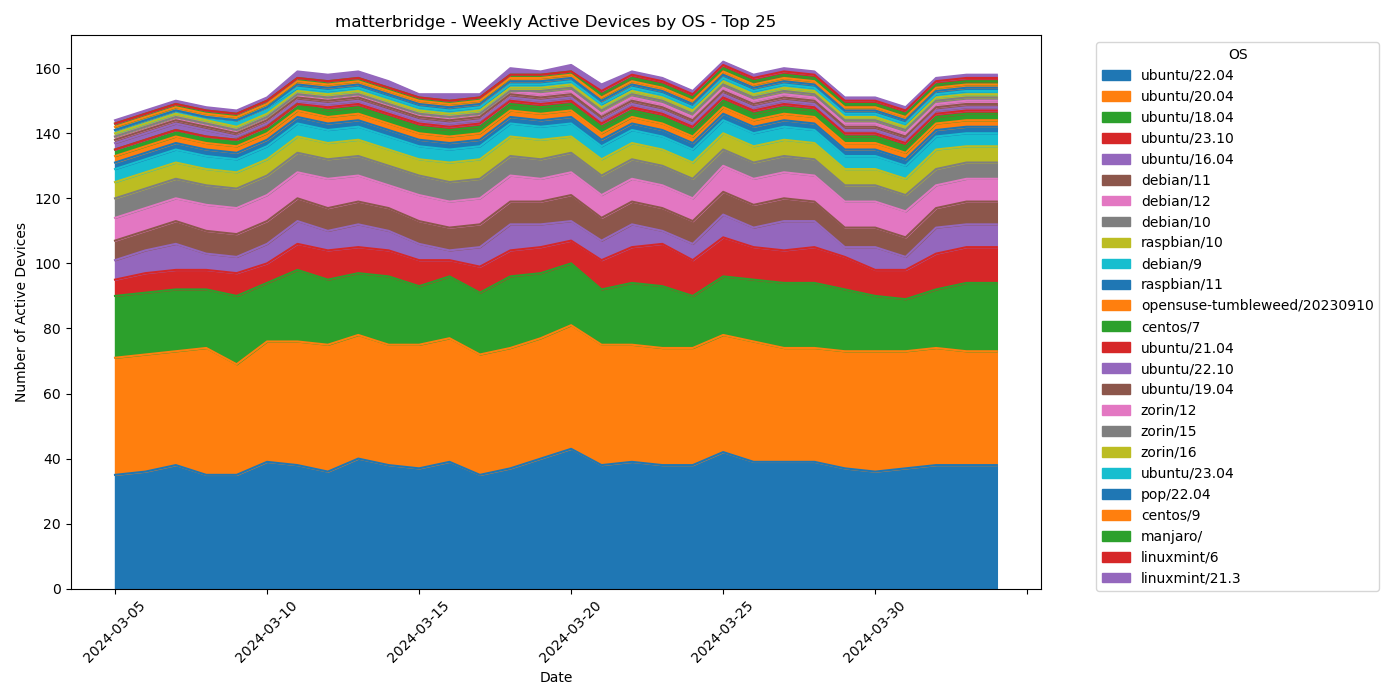 matterbridge - Weekly Active Devices by OS - Top 25
Number of Active Devices
160
140
120
100
80
60
40
20
0
2024-03-05
2024-03-10
2024-03-15
2024-03-20
2024-03-25
2024-03-30
Date
OS
ubuntu/22.04
ubuntu/20.04
ubuntu/18.04
ubuntu/23.10
ubuntu/16.04
debian/11
debian/12
debian/10
raspbian/10
debian/9
raspbian/11
opensuse-tumbleweed/20230910
centos/7
ubuntu/21.04
ubuntu/22.10
ubuntu/19.04
zorin/12
zorin/15
zorin/16
ubuntu/23.04
pop/22.04
centos/9
manjaro/
linuxmint/6
linuxmint/21.3